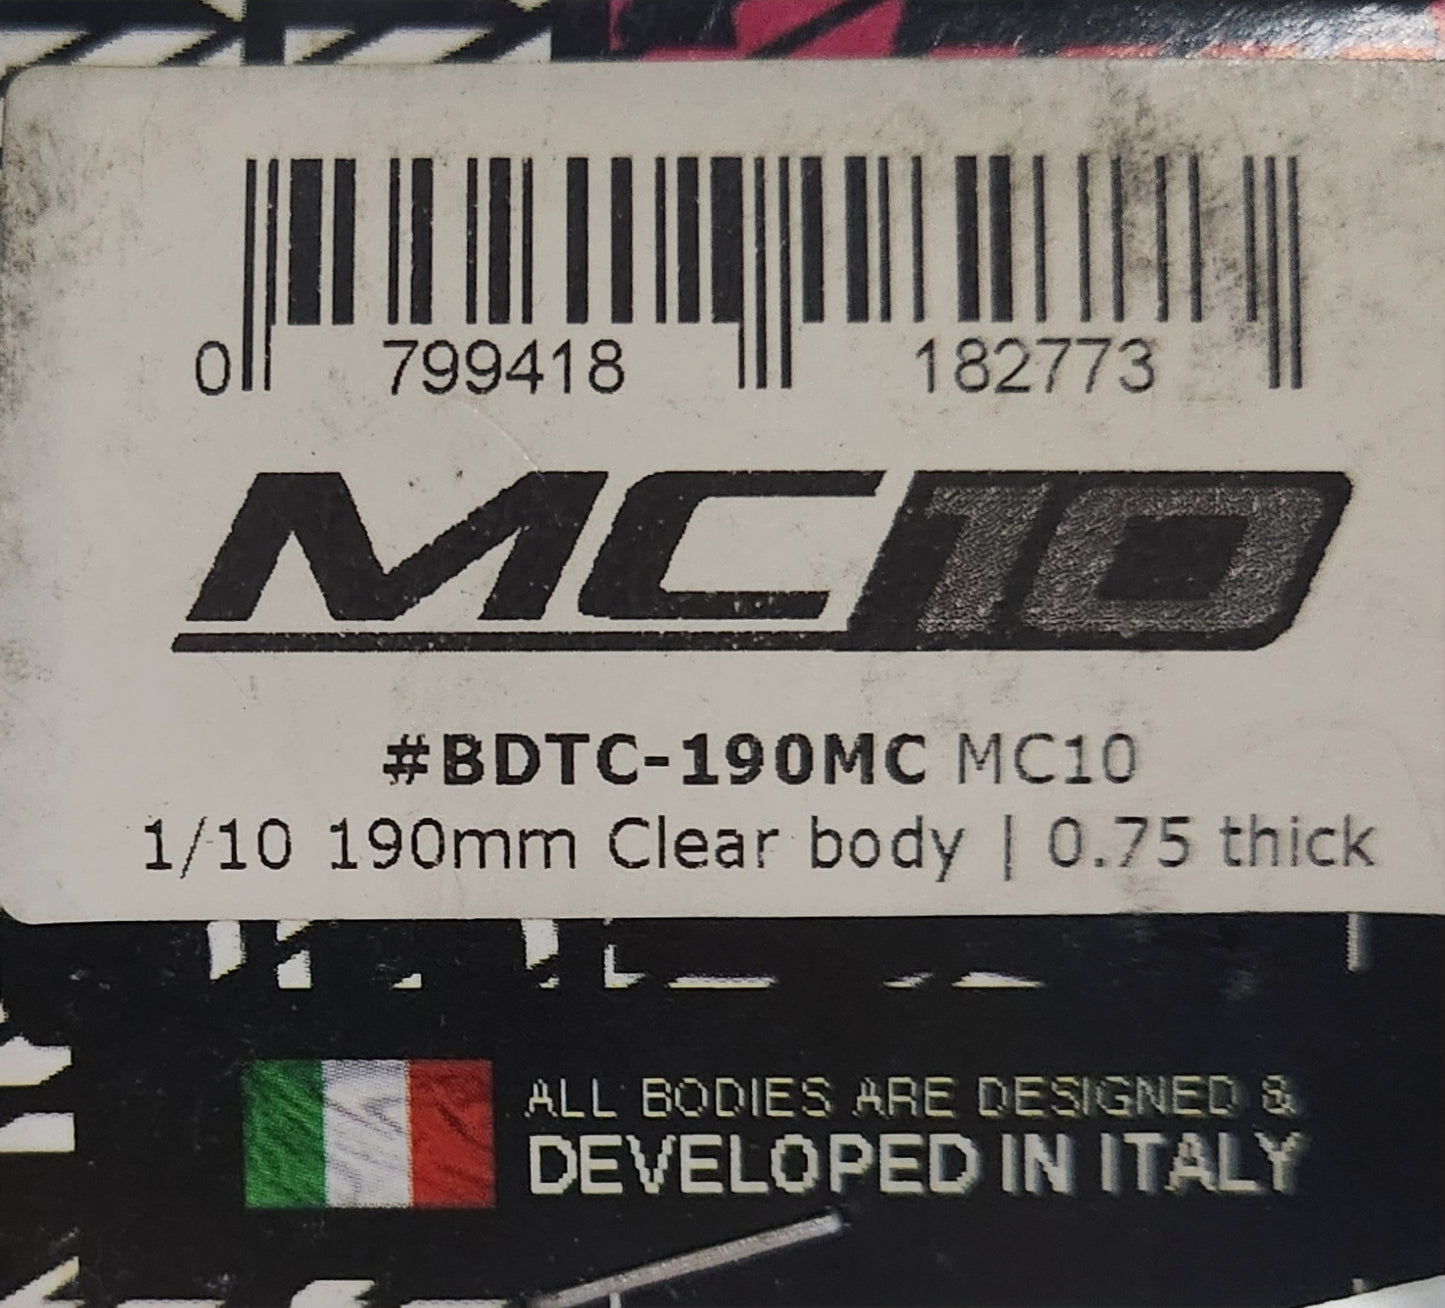 0 799418 182773
MC10
#BDTC-190MC MC10
1/10 190mm Clear body | 0.75 thick
ALL BODIES ARE DESIGNED &
DEVELOPED IN ITALY